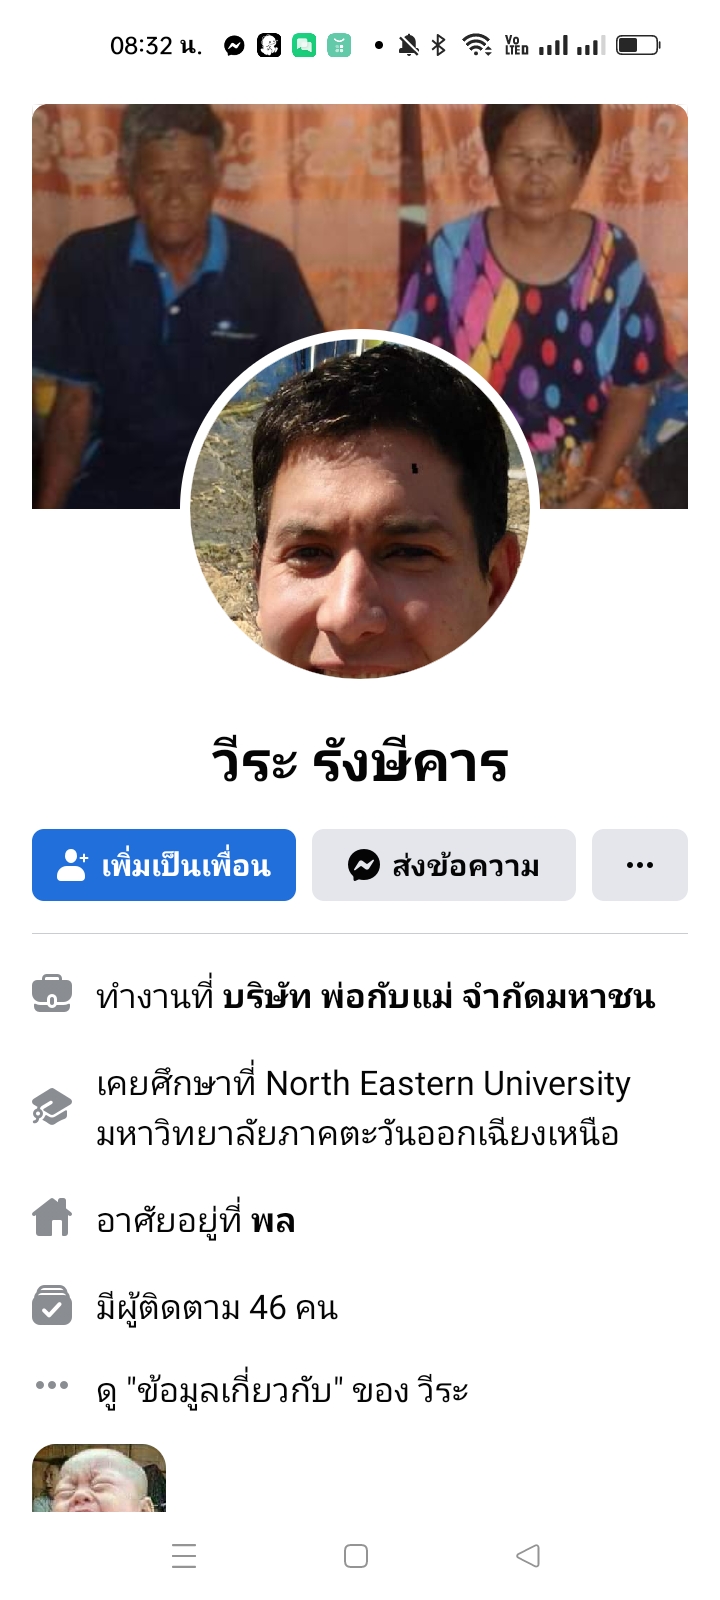 08:32 น.
Vo
LTED
วีระ รังษีคาร
เพิ่มเป็นเพื่อน
ส่งข้อความ
ทำงานที่ บริษัท พ่อกับแม่ จำกัดมหาชน
เคยศึกษาที่ North Eastern University
มหาวิทยาลัยภาคตะวันออกเฉียงเหนือ
อาศัยอยู่ที่ พล
มีผู้ติดตาม 46 คน
ดู "ข้อมูลเกี่ยวกับ" ของ วีระ